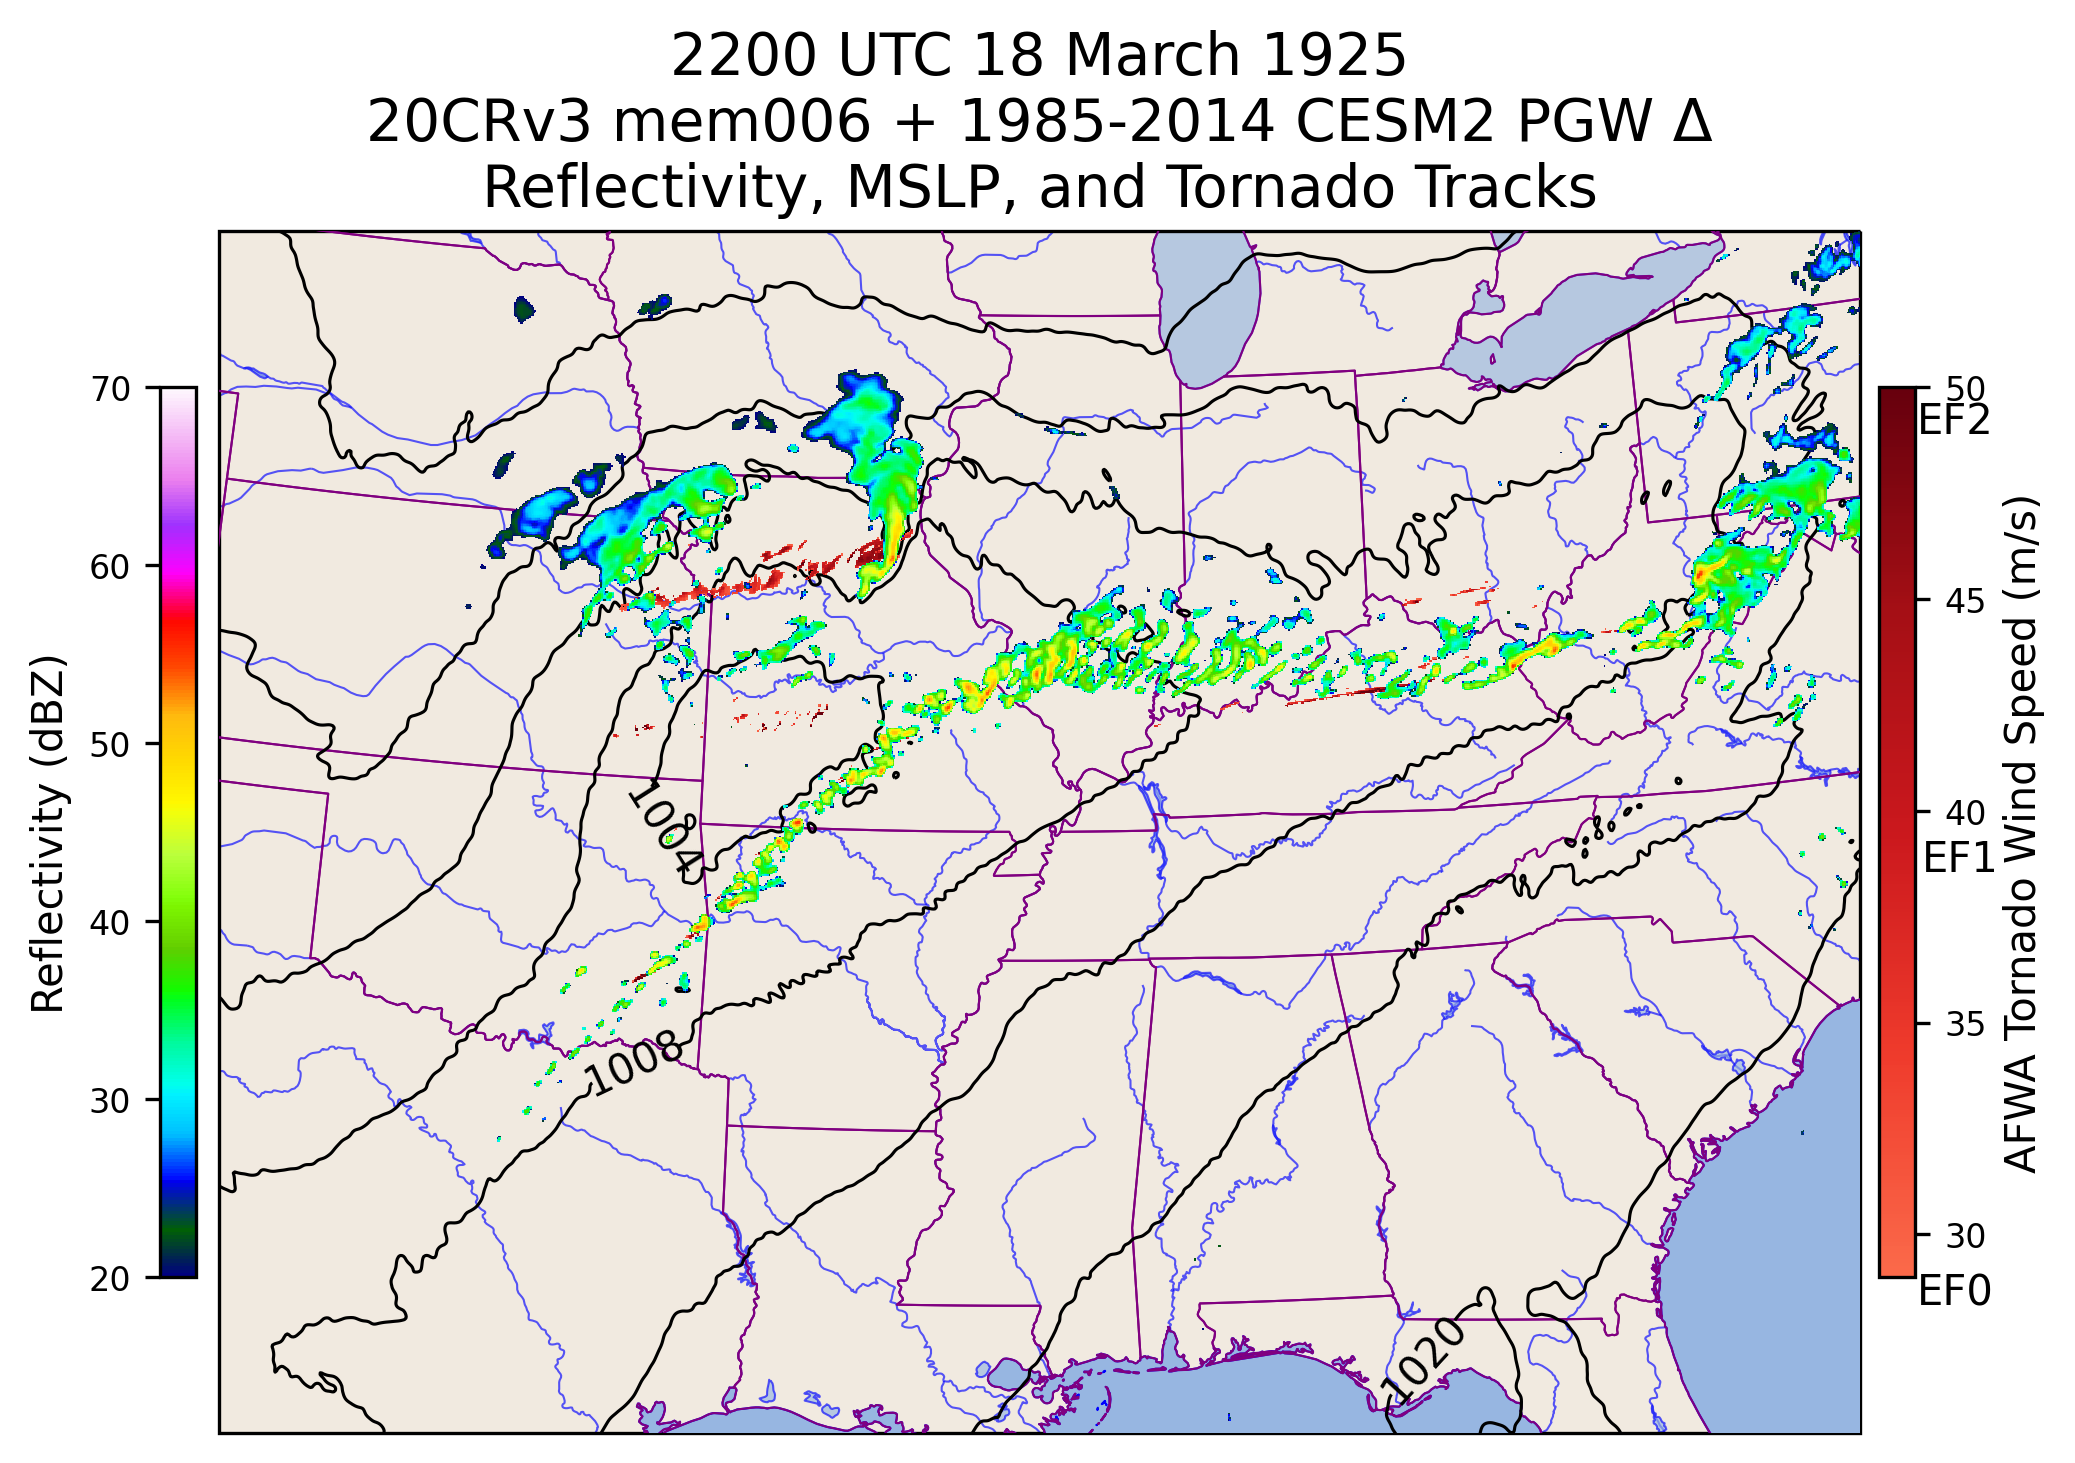 2200 UTC 18 March 1925
20CRv3 mem006 + 1985-2014 CESM2 PGW Δ
Reflectivity, MSLP, and Tornado Tracks
Reflectivity (dBZ)
70
60
50
40
30
20
1004
1008
1020
50
EF2
45
40
EF1
35
30
EF0
AFWA Tornado Wind Speed (m/s)